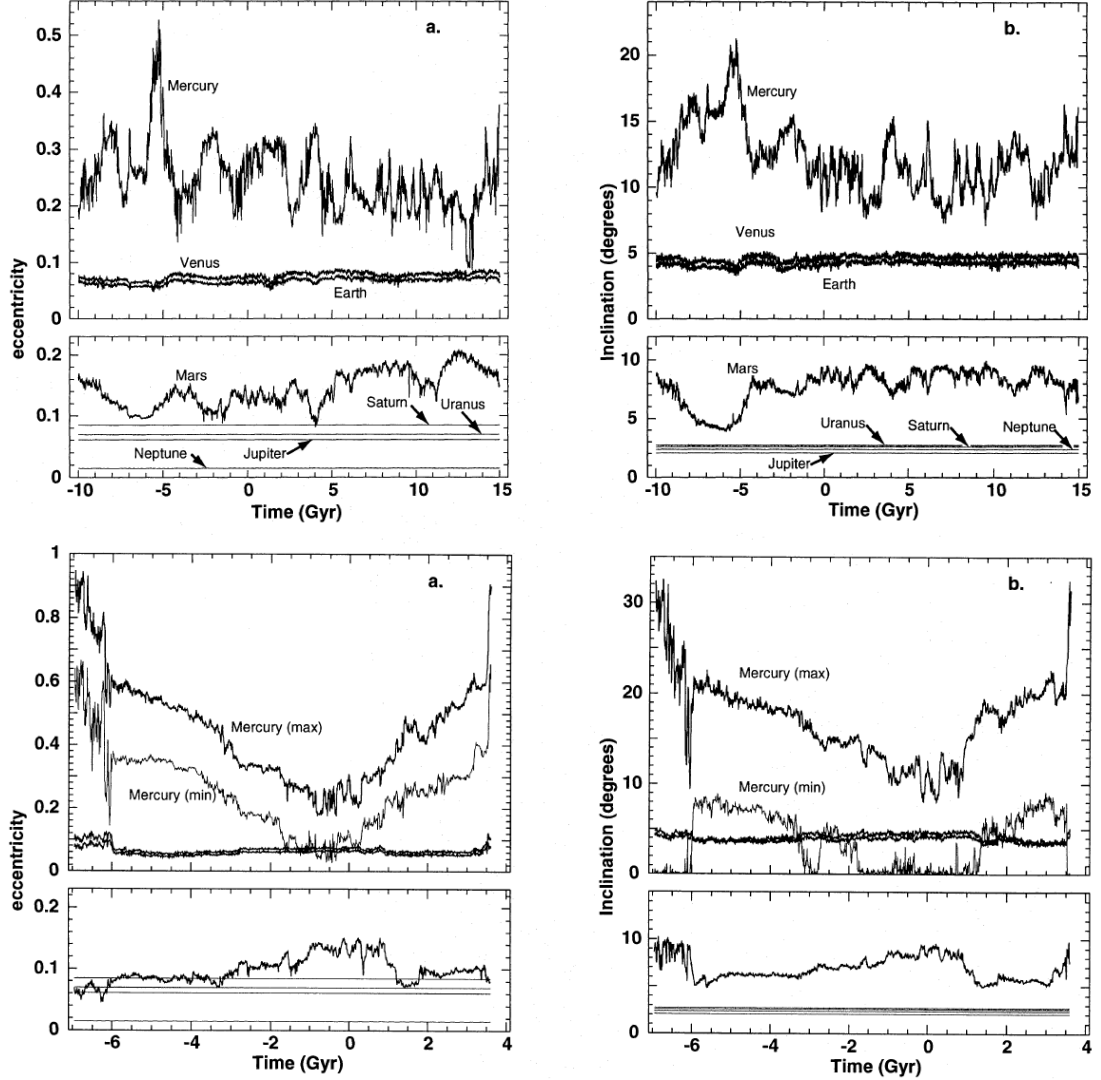 a.
0.5
0.4
0.3
0.2
0.1
0
eccentricity
Mercury
Venus
Earth
0.2
0.1
0
Mars
Saturn
Uranus
Neptune
Jupiter
-10 -5 0 5 10 15
Time (Gyr)
b.
20
15
10
5
0
Inclination (degrees)
Mercury
Venus
Earth
10
5
0
Mars
Uranus
Saturn
Neptune
Jupiter
-10 -5 0 5 10 15
Time (Gyr)
a.
1
0.8
0.6
0.4
0.2
0
eccentricity
Mercury (max)
Mercury (min)
0.2
0.1
0
-6 -4 -2 0 2 4
Time (Gyr)
b.
30
20
10
0
Inclination (degrees)
Mercury (max)
Mercury (min)
10
0
-6 -4 -2 0 2 4
Time (Gyr)